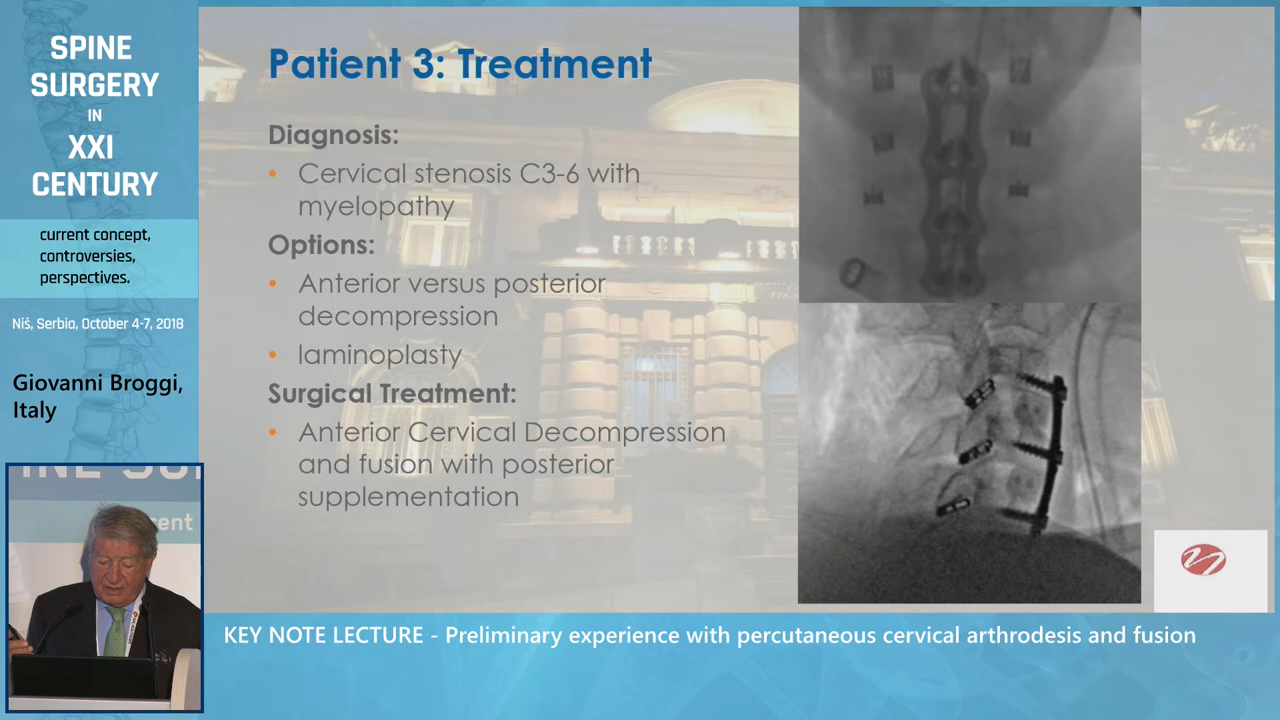 SPINE
SURGERY
IN
XXI
CENTURY
current concept,
controversies,
perspectives.
Niš, Serbia, October 4-7, 2018
Giovanni Broggi,
Italy
Patient 3: Treatment
Diagnosis:
• Cervical stenosis C3-6 with
myelopathy
Options:
• Anterior versus posterior
decompression
• laminoplasty
Surgical Treatment:
• Anterior Cervical Decompression
and fusion with posterior
supplementation
KEY NOTE LECTURE - Preliminary experience with percutaneous cervical arthrodesis and fusion